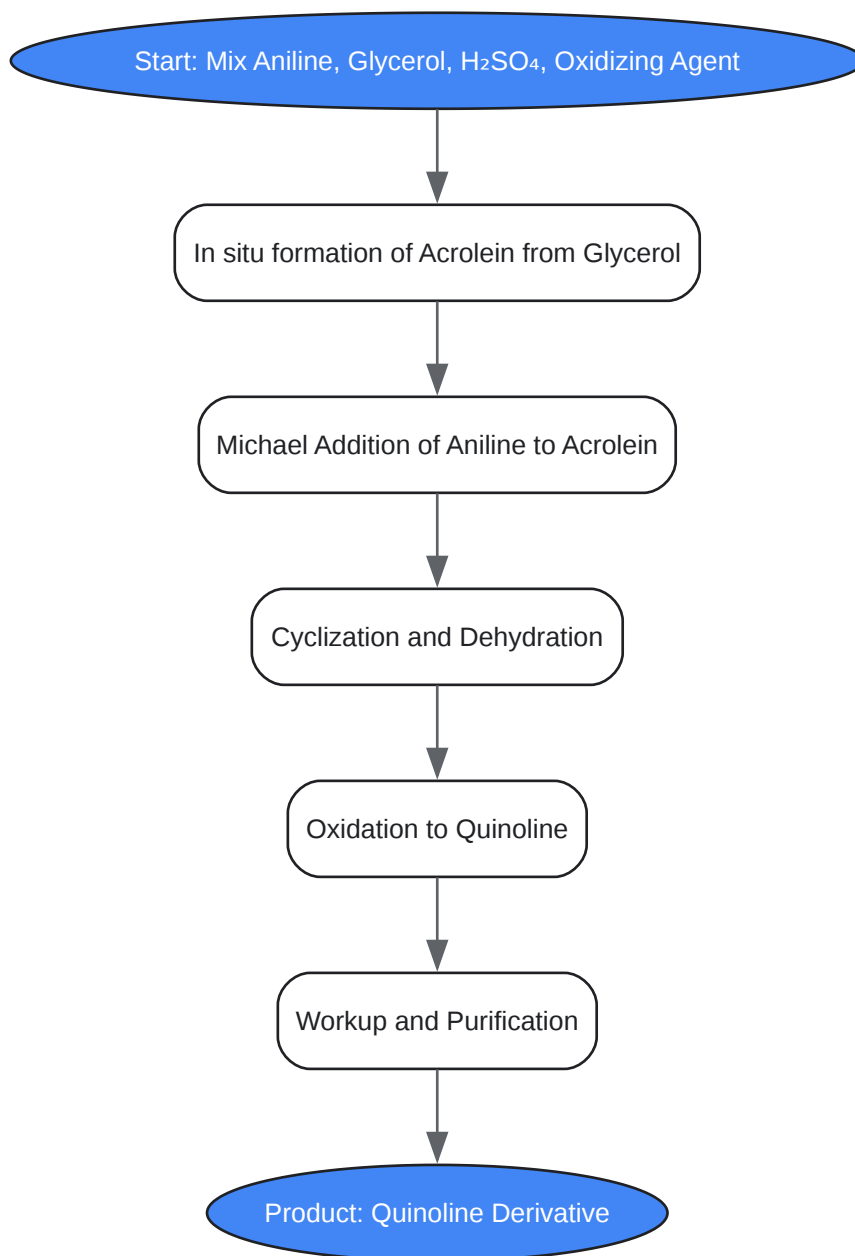 Start: Mix Aniline, Glycerol, H₂SO₄, Oxidizing Agent
In situ formation of Acrolein from Glycerol
Michael Addition of Aniline to Acrolein
Cyclization and Dehydration
Oxidation to Quinoline
Workup and Purification
Product: Quinoline Derivative